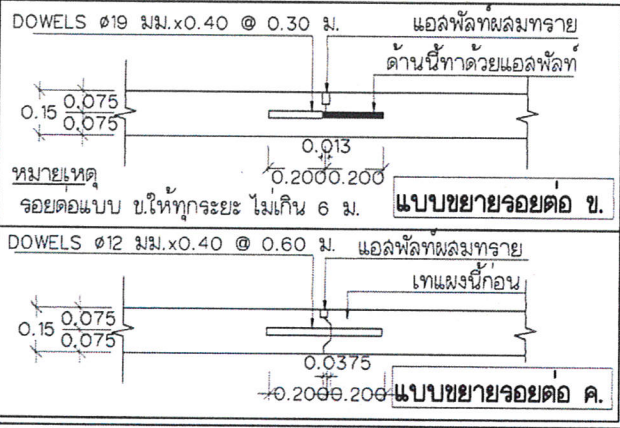 DOWELS ø19 มม.x0.40 @ 0.30 ม. แอสพัลท์ผสมทราย
ด้านนี้ทาด้วยแอสพัลท์
0.15 0.075
0.075
0.013
0.200 0.200
หมายเหตุ
รอยต่อแบบ ข.ให้ทุกระยะ ไม่เกิน 6 ม.
แบบขยายรอยต่อ ข.
DOWELS ø12 มม.x0.40 @ 0.60 ม. แอสพัลท์ผสมทราย
เทแผงนี้ก่อน
0.15 0.075
0.075
0.0375
0.200 0.200
แบบขยายรอยต่อ ค.